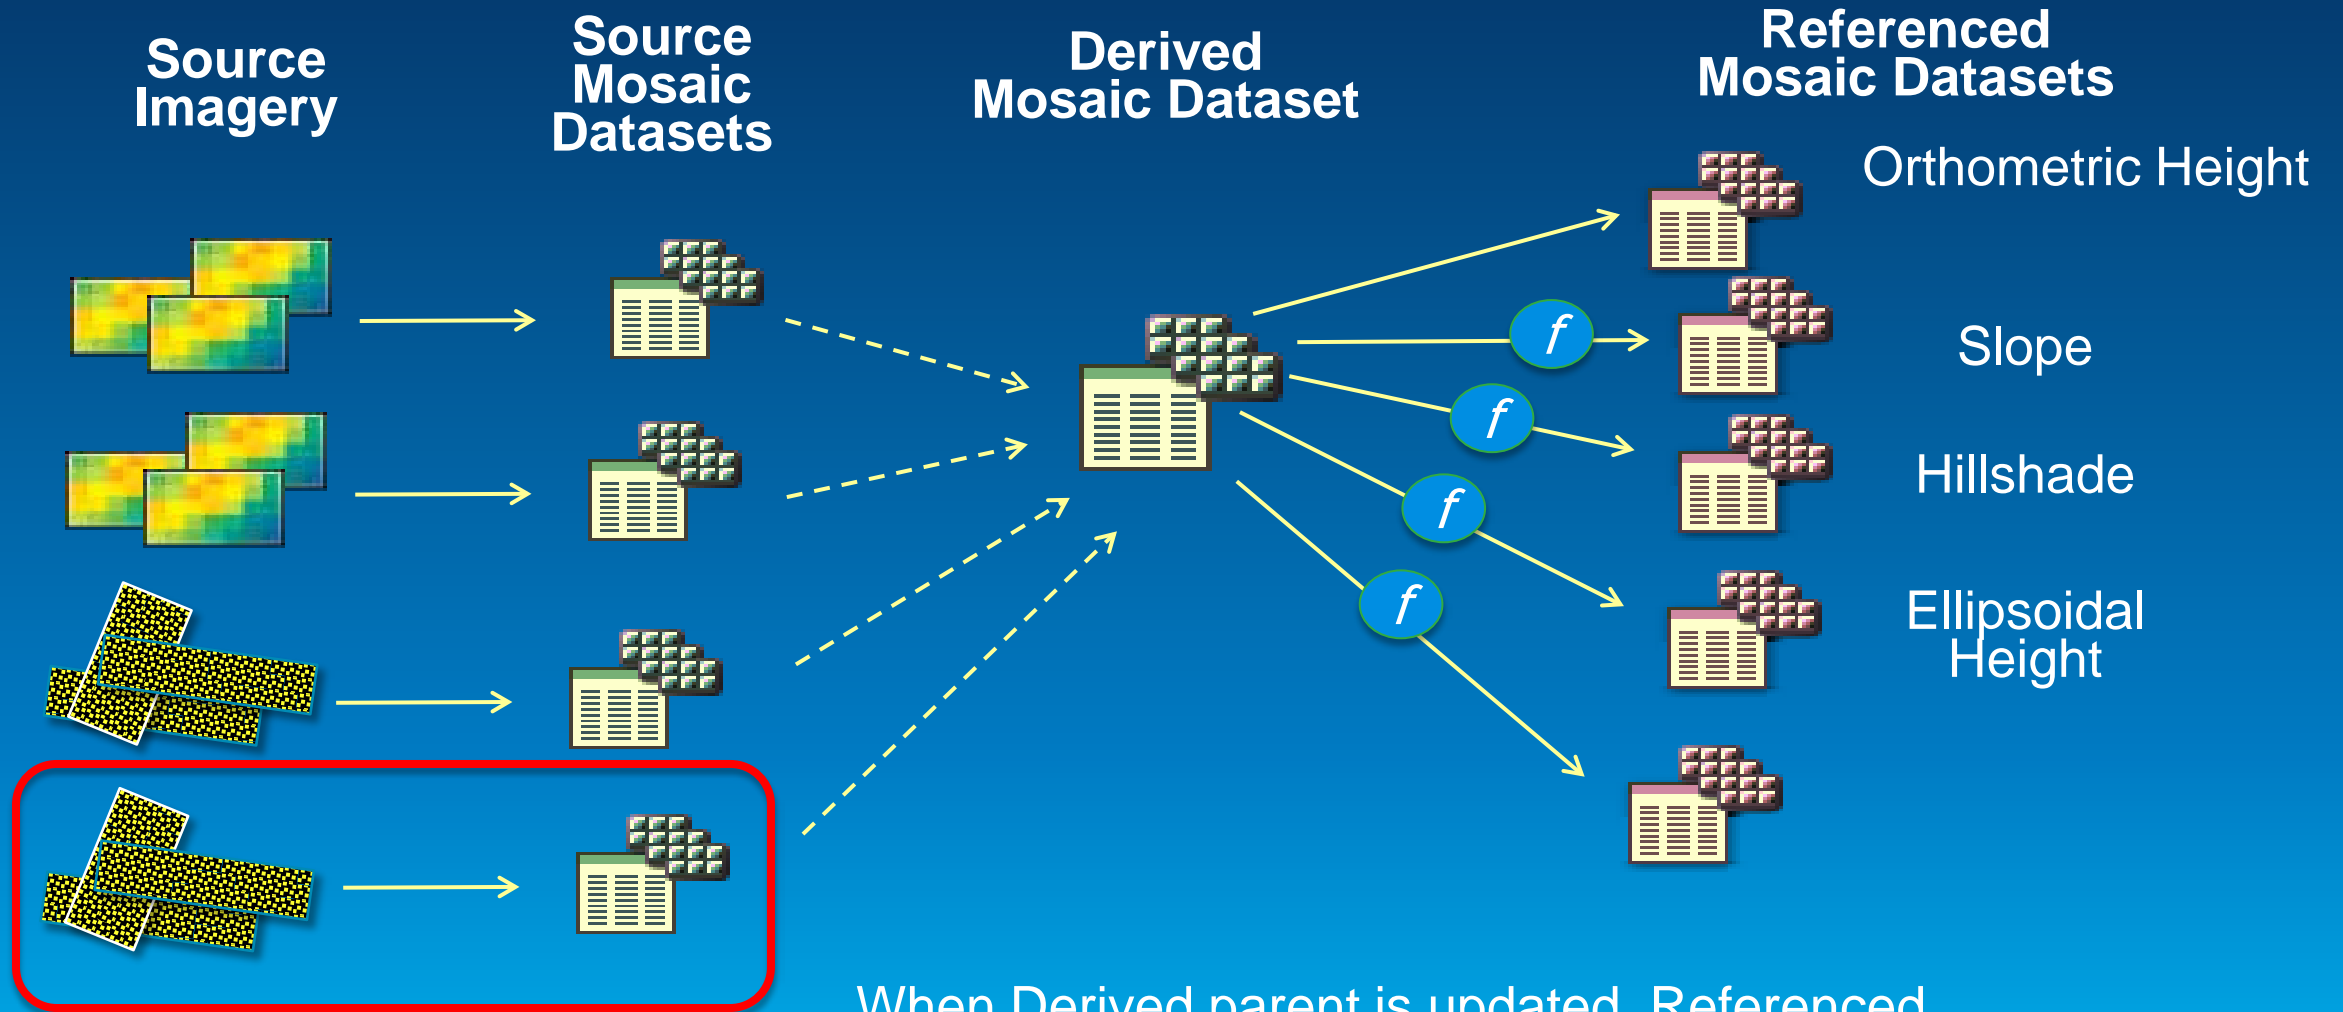 Source
Imagery
Source
Mosaic
Datasets
Derived
Mosaic Dataset
Referenced
Mosaic Datasets
Orthometric Height
f
Slope
f
Hillshade
f
Ellipsoidal
Height
f
When Derived parent is updated, Referenced